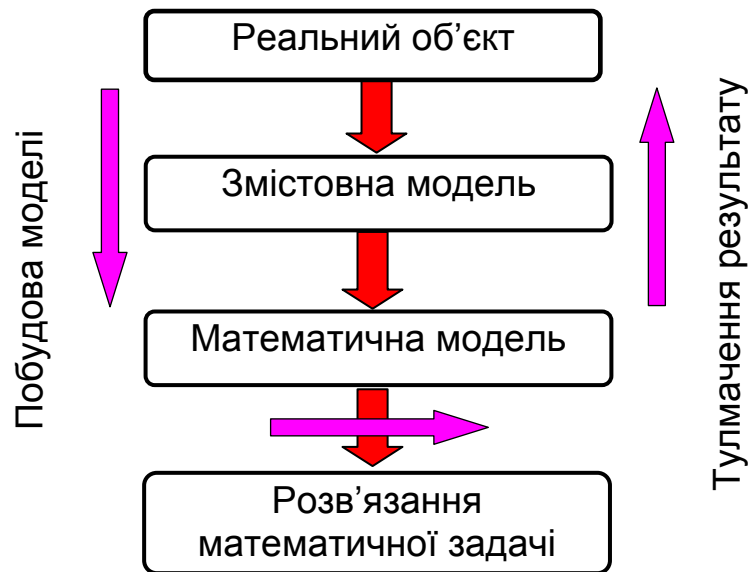 Реальний об’єкт
Побудова моделі
Змістовна модель
Математична модель
Розв’язання
математичної задачі
Тулмачення результату